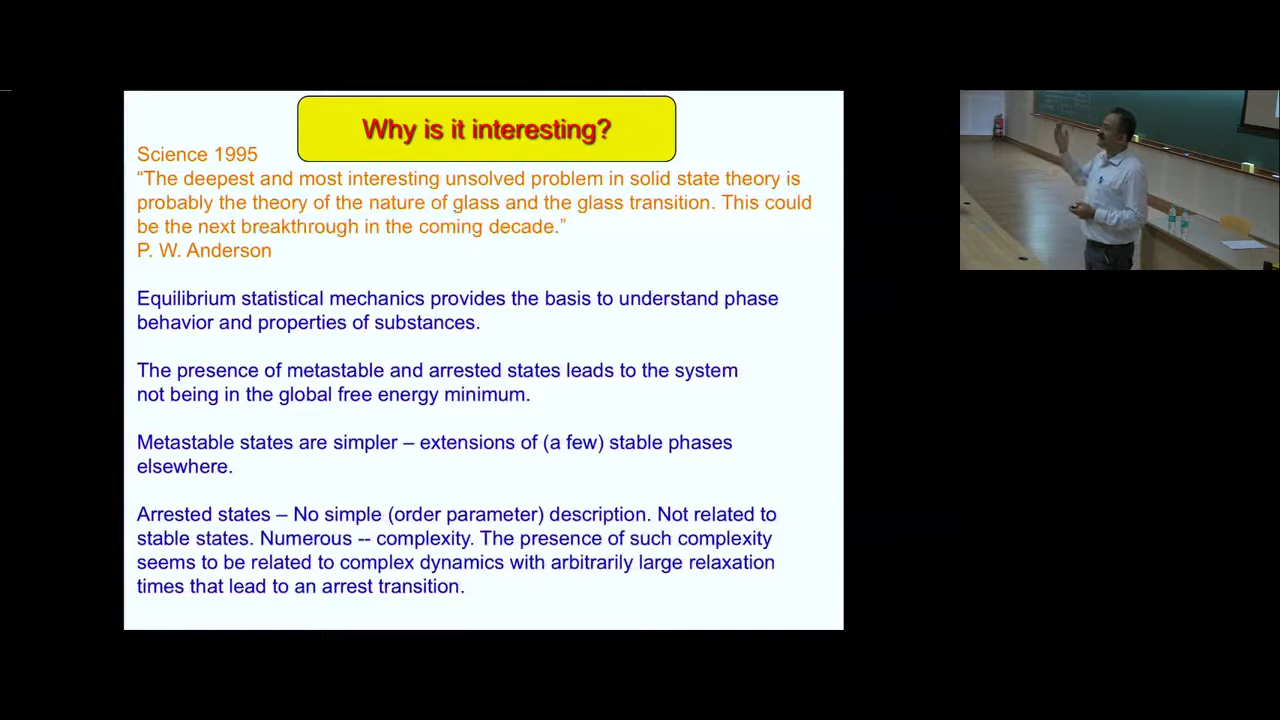 Why is it interesting?
Science 1995
“The deepest and most interesting unsolved problem in solid state theory is
probably the theory of the nature of glass and the glass transition. This could
be the next breakthrough in the coming decade.”
P. W. Anderson
Equilibrium statistical mechanics provides the basis to understand phase
behavior and properties of substances.
The presence of metastable and arrested states leads to the system
not being in the global free energy minimum.
Metastable states are simpler – extensions of (a few) stable phases
elsewhere.
Arrested states – No simple (order parameter) description. Not related to
stable states. Numerous -- complexity. The presence of such complexity
seems to be related to complex dynamics with arbitrarily large relaxation
times that lead to an arrest transition.